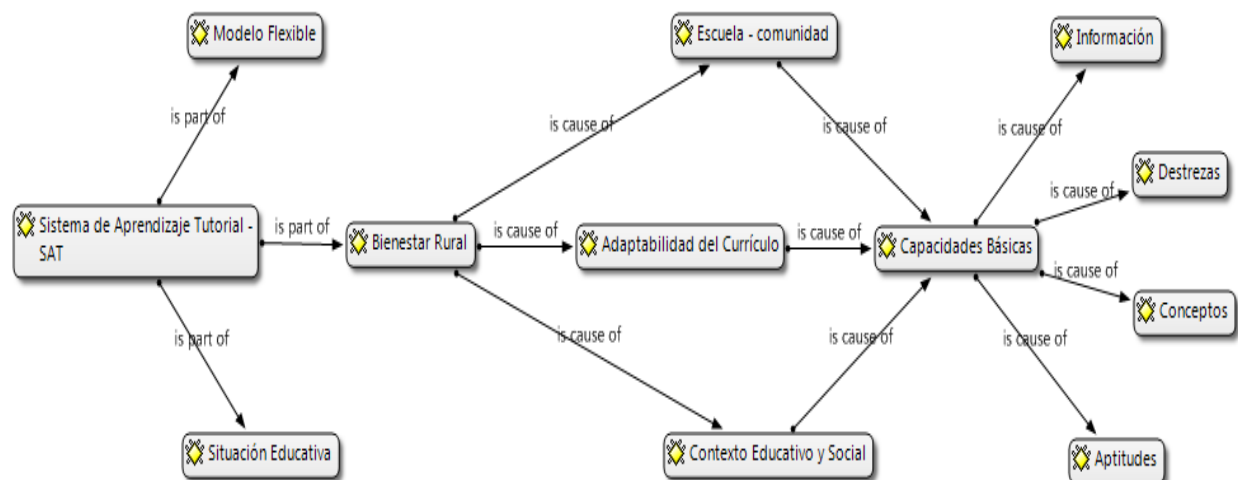 Modelo Flexible
Escuela - comunidad
Información
is part of
is cause of
is cause of
is cause of
Destrezas
is cause of
Sistema de Aprendizaje Tutorial -
SAT
is part of
Bienestar Rural
is cause of
Adaptabilidad del Currículo
is cause of
Capacidades Básicas
is cause of
Conceptos
is part of
is cause of
is cause of
is cause of
Situación Educativa
Contexto Educativo y Social
Aptitudes